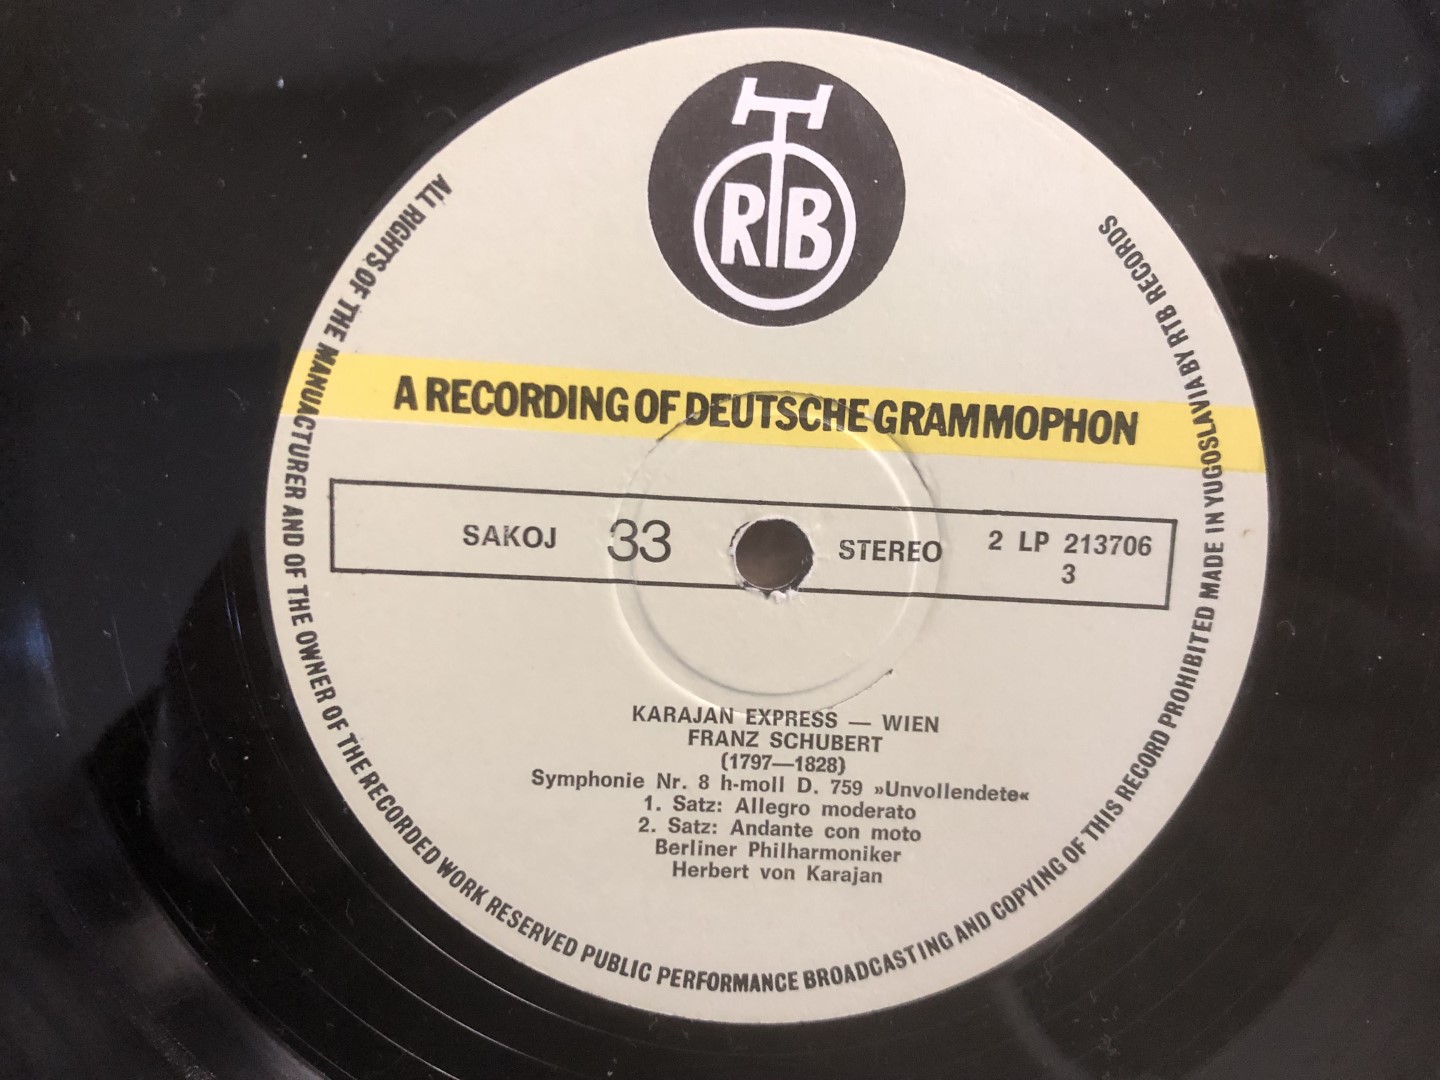 RTB
ALL RIGHTS OF THE MANUACTURER AND OF THE OWNER OF THE RECORDED WORK RESERVED PUBLIC PERFORMANCE BROADCASTING AND COPYING OF THIS RECORD PROHIBITED MADE IN YUGOSLAVIA BY RTB RECORDS
A RECORDING OF DEUTSCHE GRAMMOPHON
SAKOJ 33 STEREO 2 LP 213706
3
KARAJAN EXPRESS — WIEN
FRANZ SCHUBERT
(1797—1828)
Symphonie Nr. 8 h-moll D. 759 »Unvollendete«
1. Satz: Allegro moderato
2. Satz: Andante con moto
Berliner Philharmoniker
Herbert von Karajan